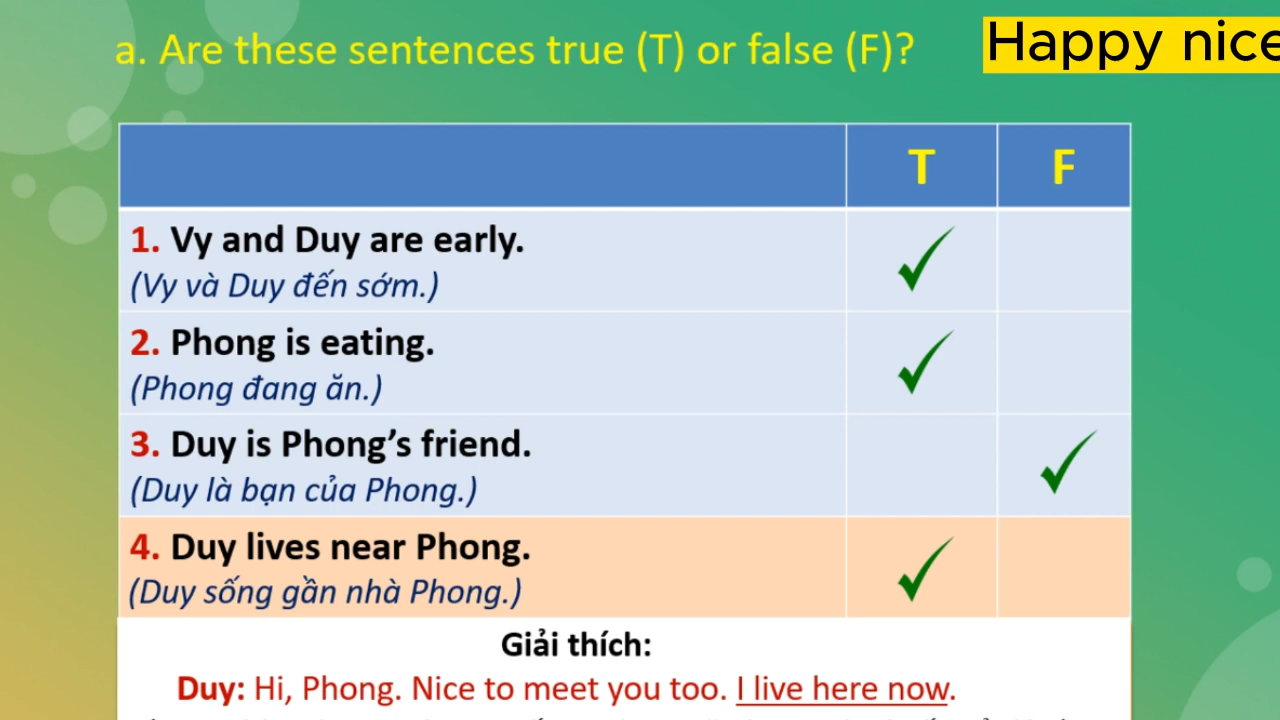 a. Are these sentences true (T) or false (F)?
Happy nice
T F
1. Vy and Duy are early.
(Vy và Duy đến sớm.)
2. Phong is eating.
(Phong đang ăn.)
3. Duy is Phong’s friend.
(Duy là bạn của Phong.)
4. Duy lives near Phong.
(Duy sống gần nhà Phong.)
Giải thích:
Duy: Hi, Phong. Nice to meet you too. I live here now.